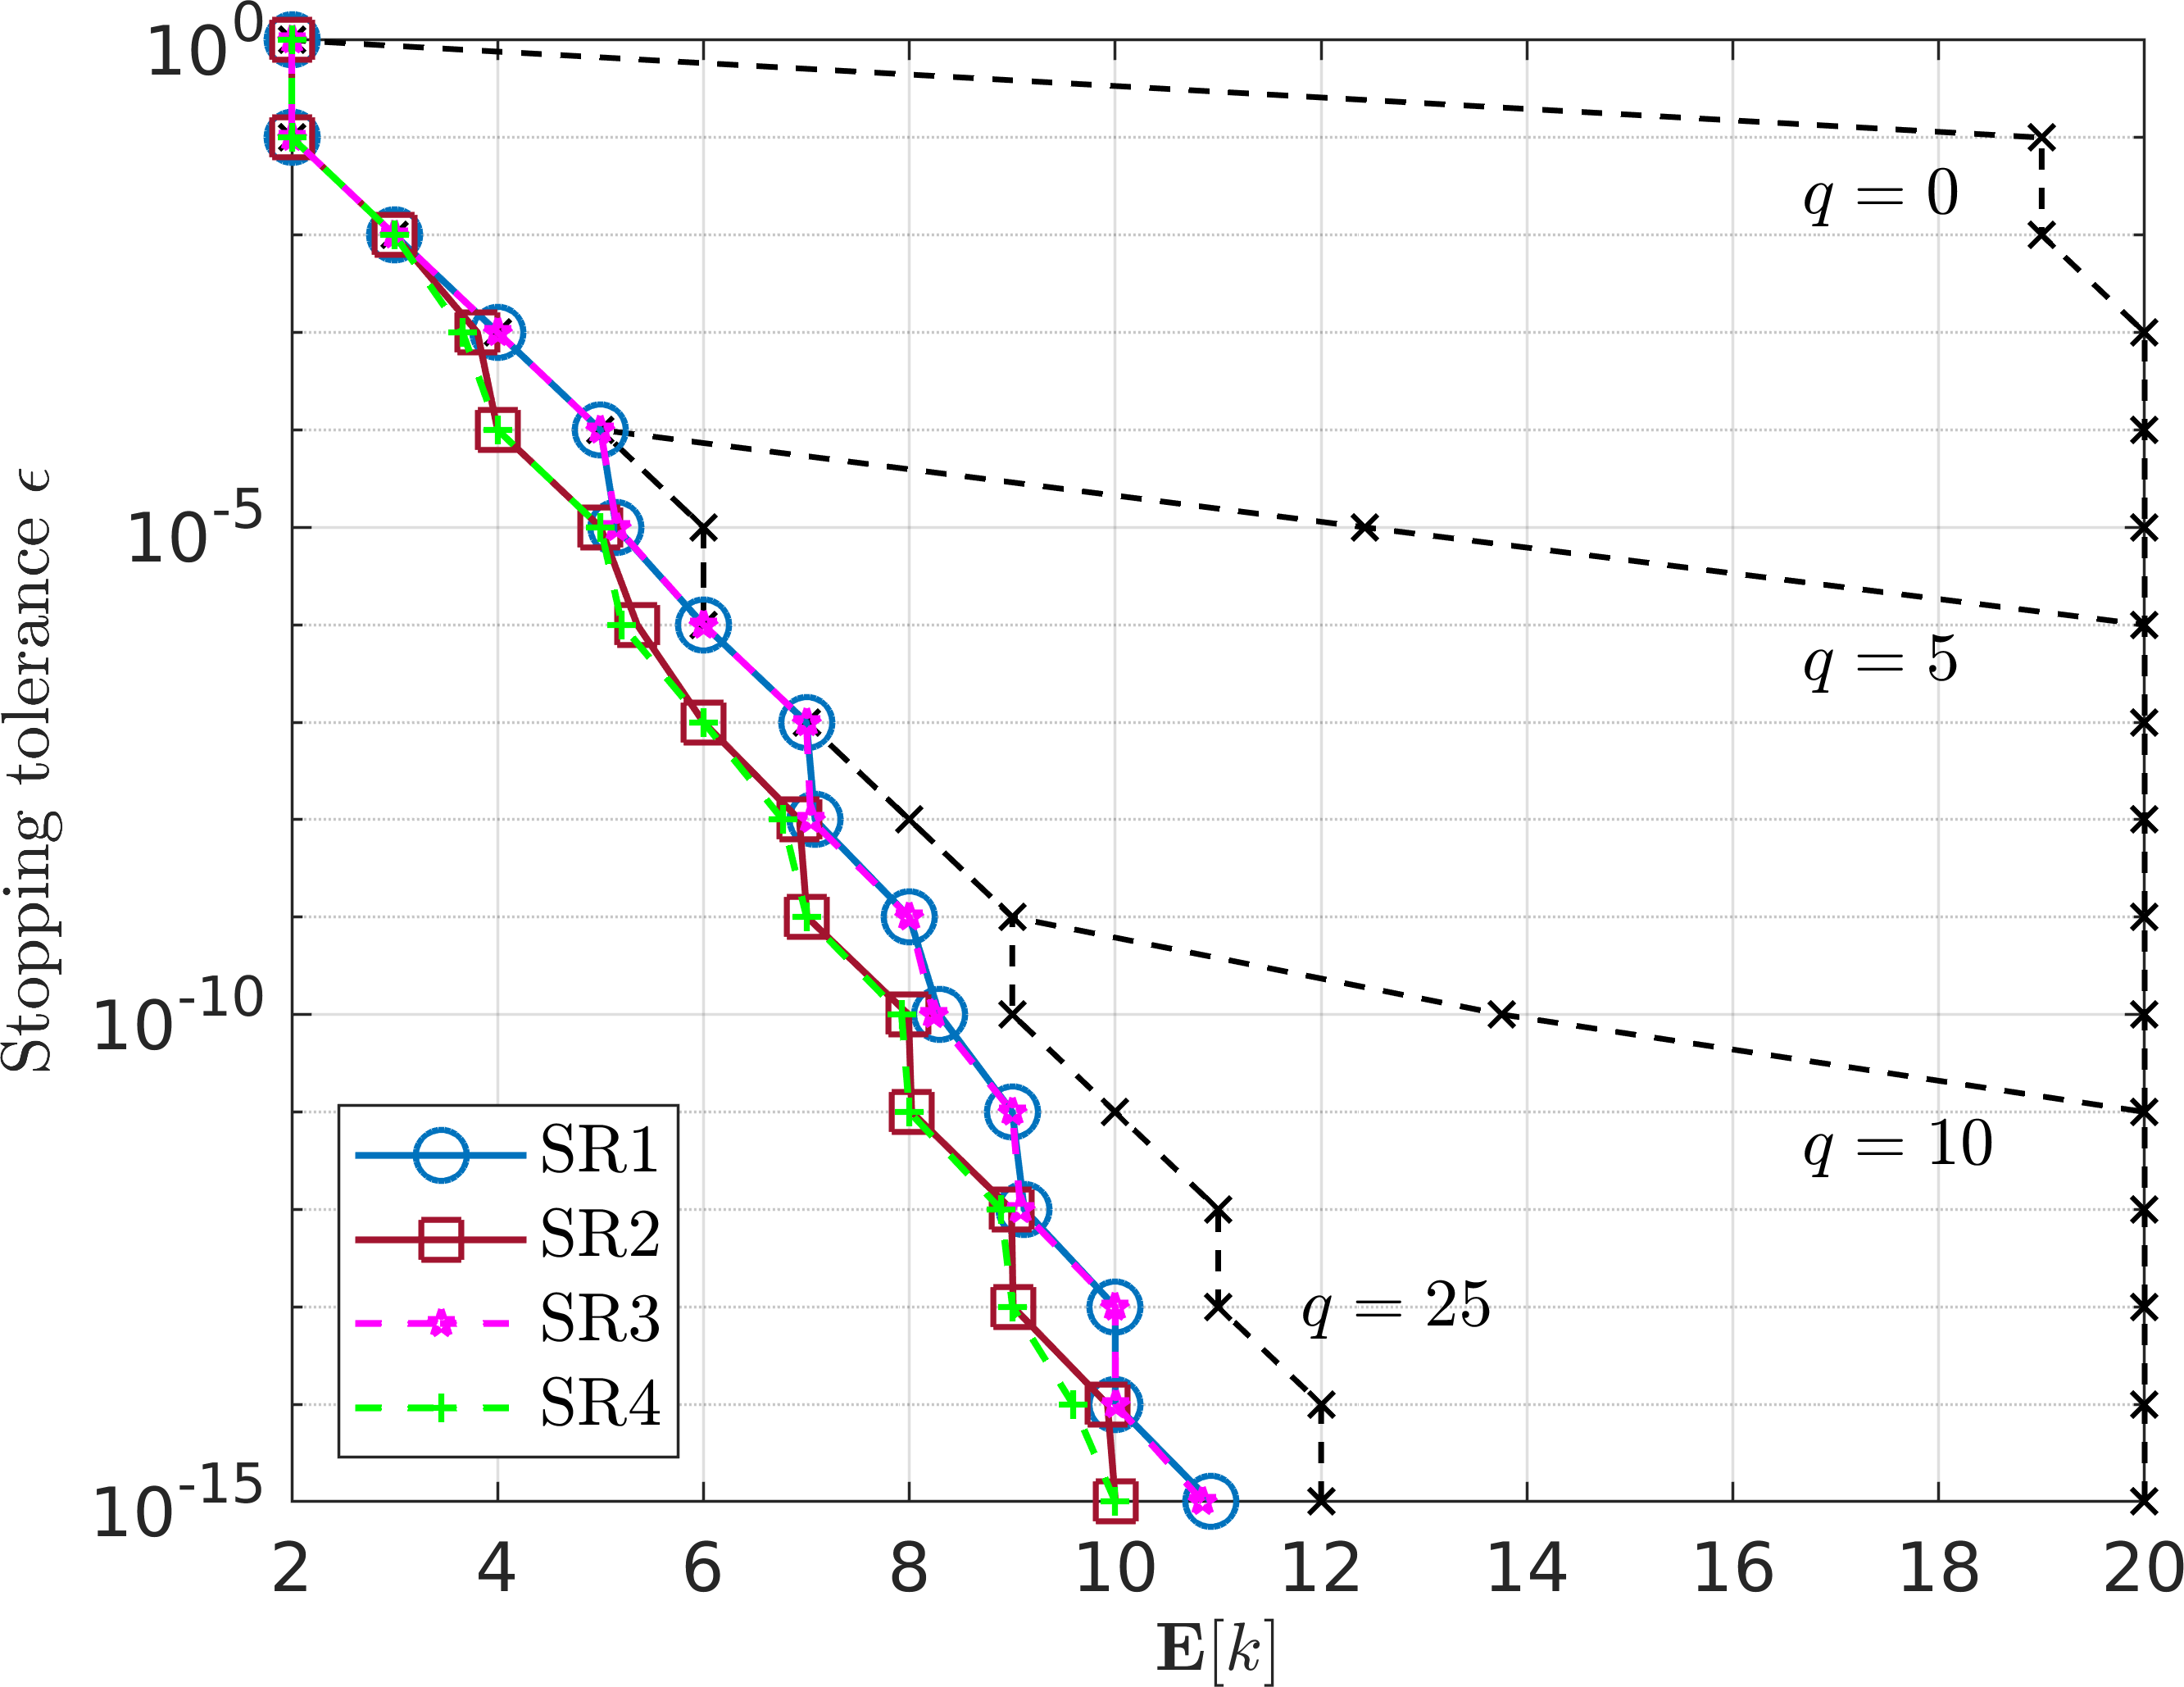 10^0
q = 0
Stopping tolerance ϵ
10^-5
q = 5
10^-10
q = 10
SR1
SR2
q = 25
SR3
SR4
10^-15
2 4 6 8 10 12 14 16 18 20
E[k]